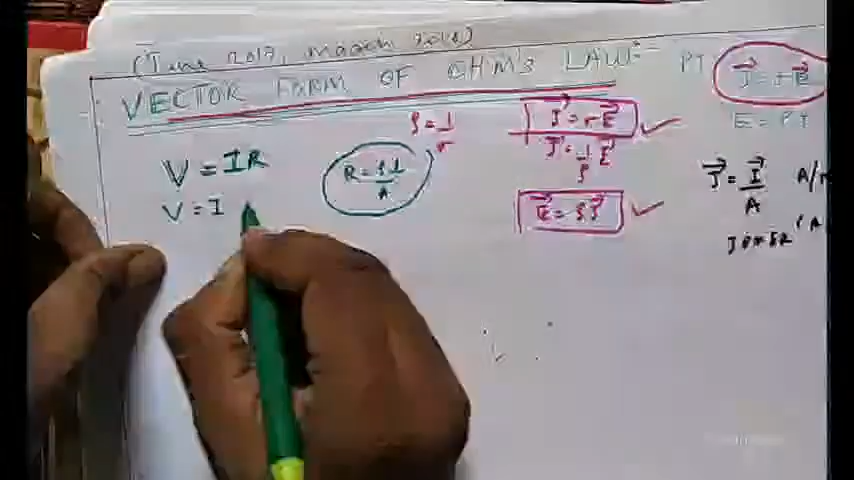 (June 2017, March 2018)
VECTOR FORM OF OHM'S LAW:-
PT J⃗ = σE⃗
E = ρJ
V = IR
V = I
R = ρl/A
ρ = 1/σ
J⃗ = σE⃗
J⃗ = 1/ρ E⃗
E⃗ = ρJ⃗
J⃗ = I⃗/A A/m